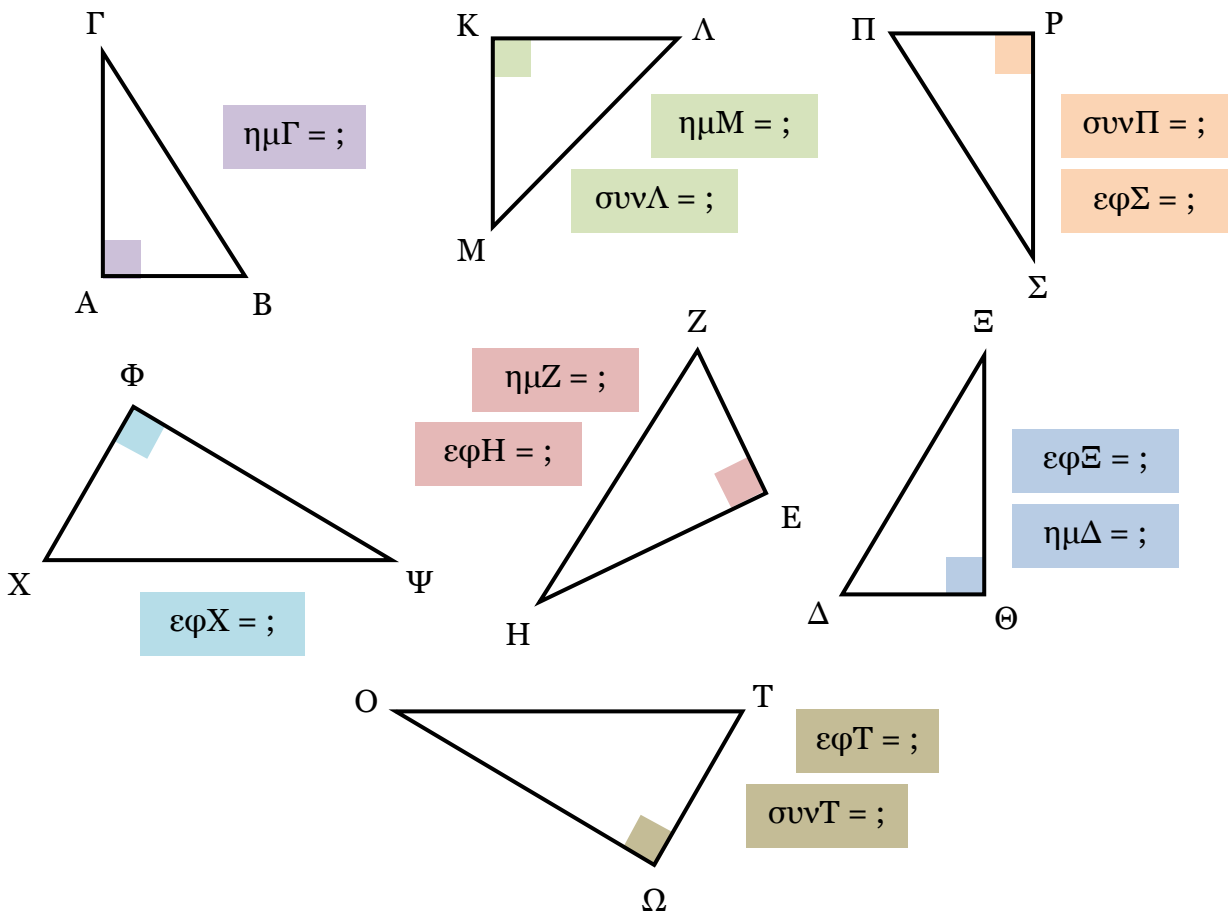 Γ
ημΓ = ;
Α
Β
Κ
Λ
ημΜ = ;
συνΛ = ;
Μ
Π
Ρ
συνΠ = ;
εφΣ = ;
Σ
Φ
Χ
Ψ
εφΧ = ;
Ζ
ημΖ = ;
εφΗ = ;
Ε
Η
Ξ
εφΞ = ;
ημΔ = ;
Δ
Θ
Ο
Τ
εφΤ = ;
συνΤ = ;
Ω